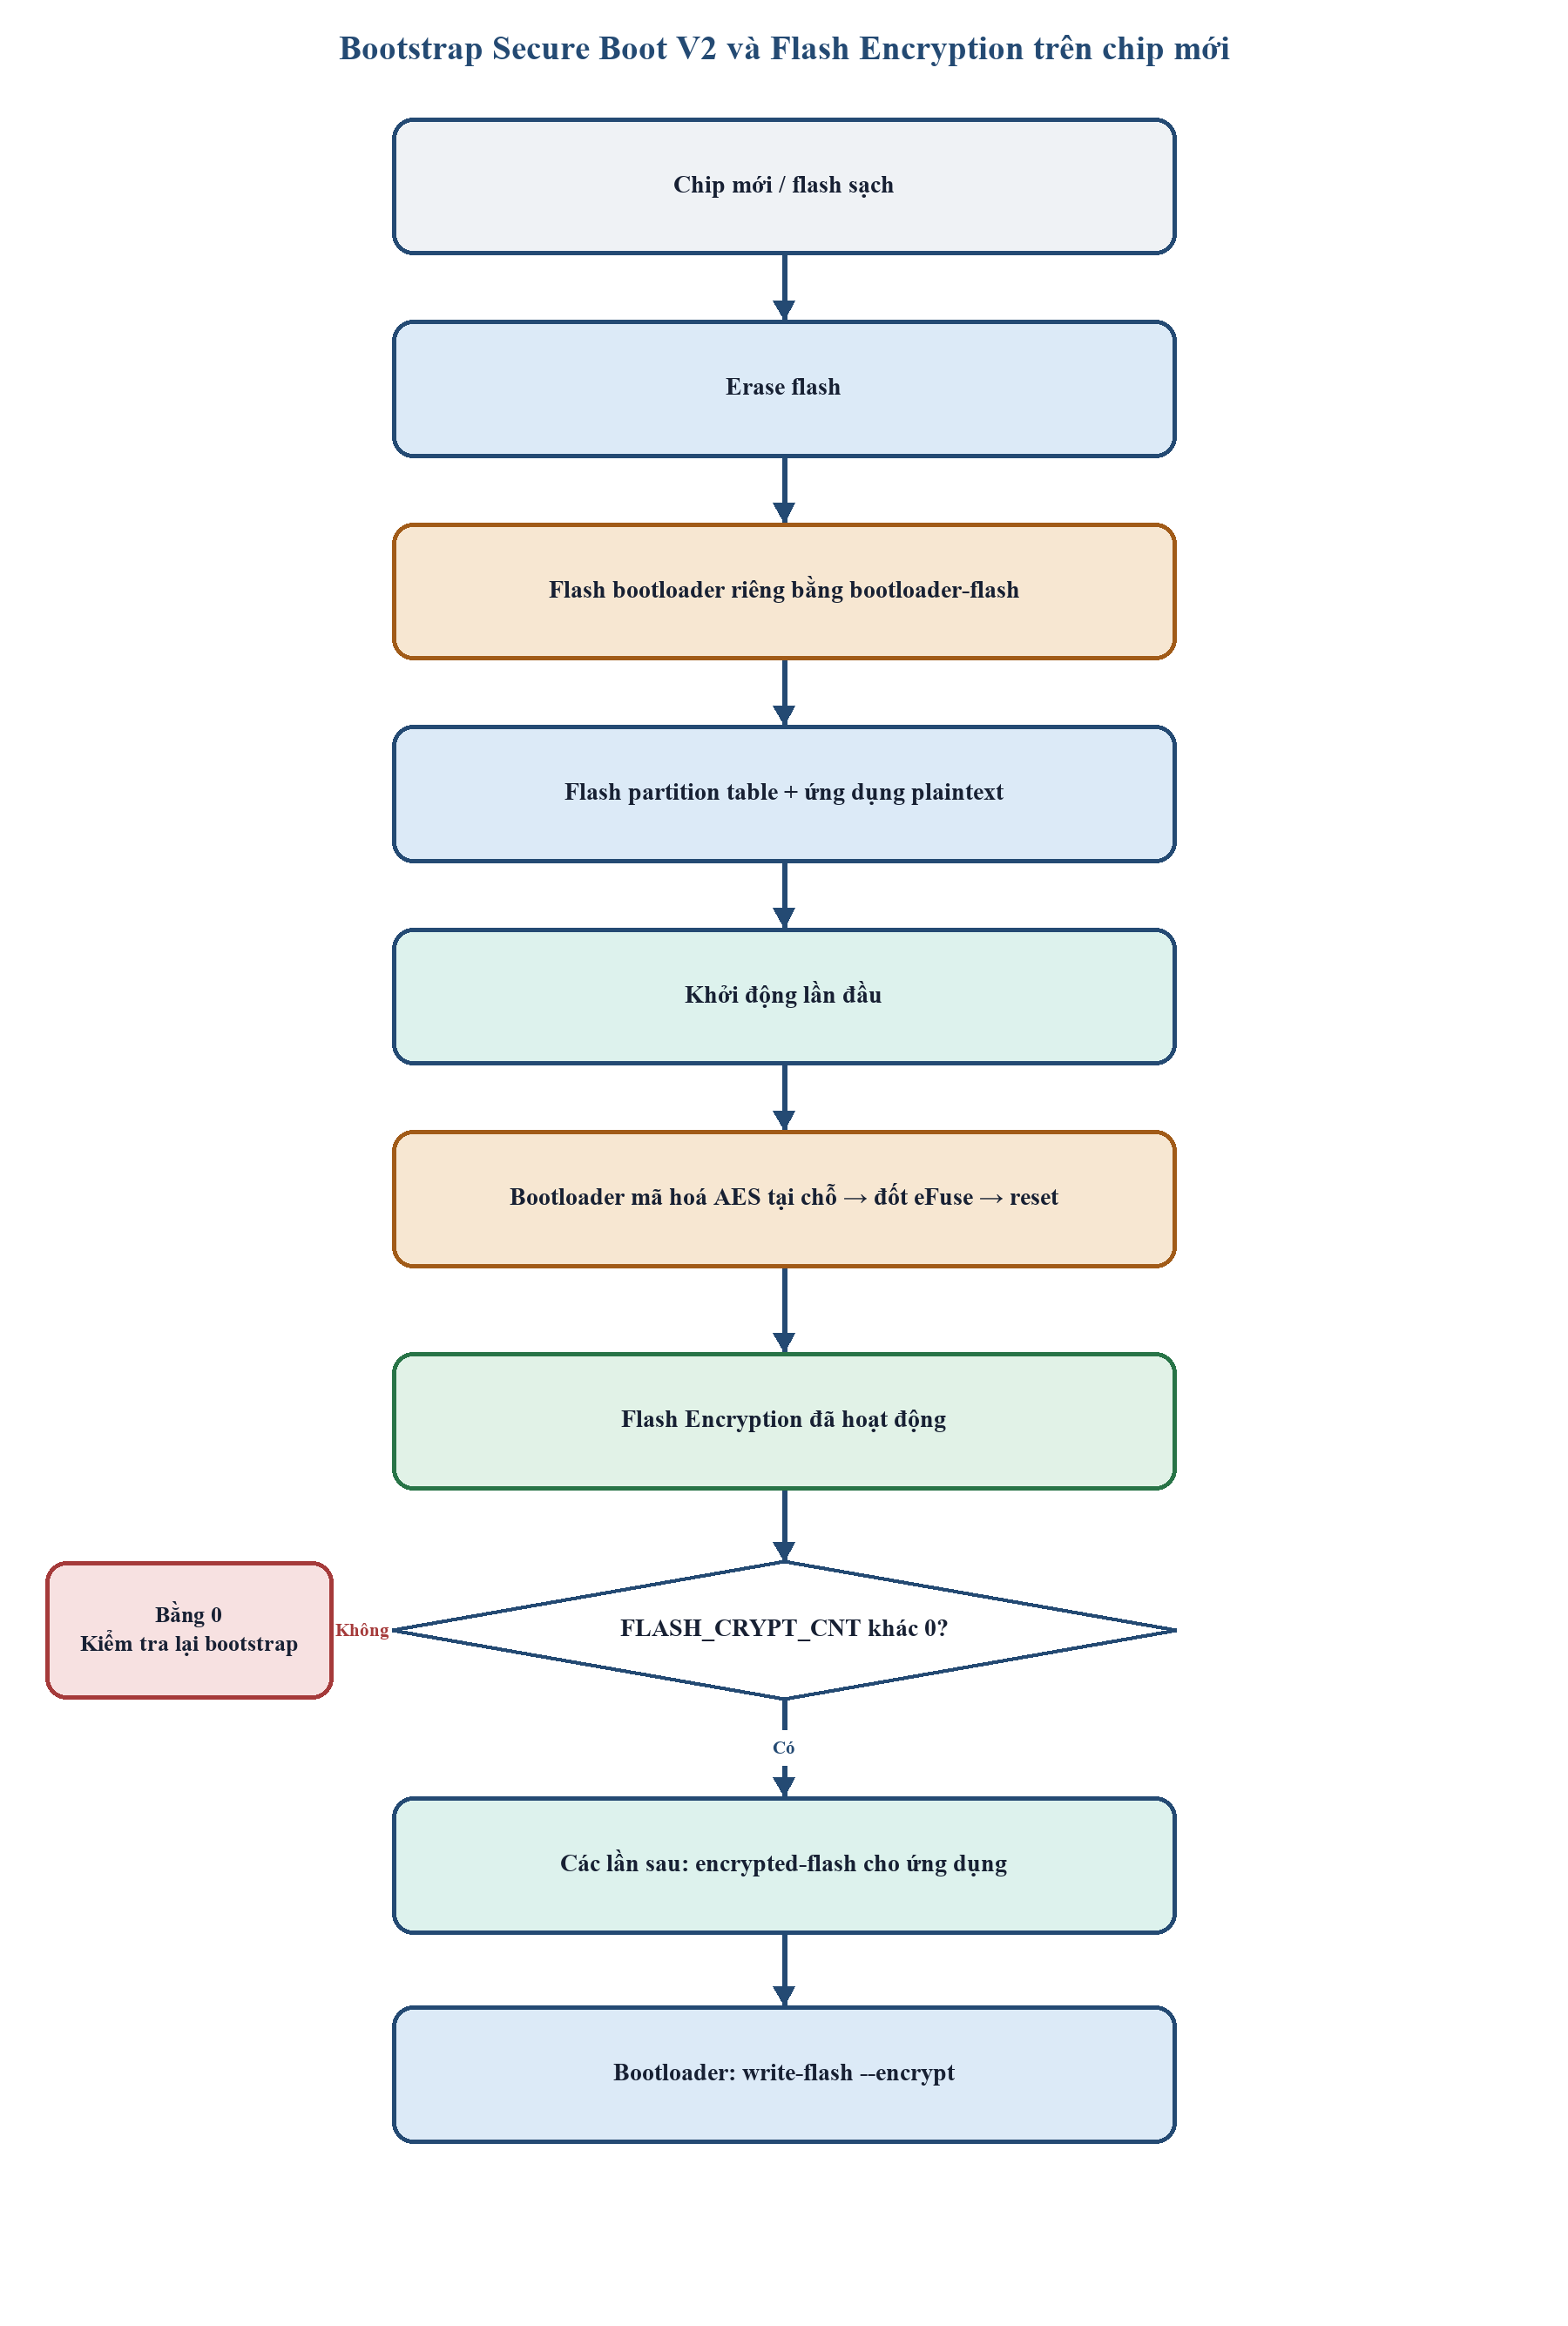 Bootstrap Secure Boot V2 và Flash Encryption trên chip mới
Chip mới / flash sạch
Erase flash
Flash bootloader riêng bằng bootloader-flash
Flash partition table + ứng dụng plaintext
Khởi động lần đầu
Bootloader mã hoá AES tại chỗ → đốt eFuse → reset
Flash Encryption đã hoạt động
FLASH_CRYPT_CNT khác 0?
Không
Bằng 0
Kiểm tra lại bootstrap
Có
Các lần sau: encrypted-flash cho ứng dụng
Bootloader: write-flash --encrypt